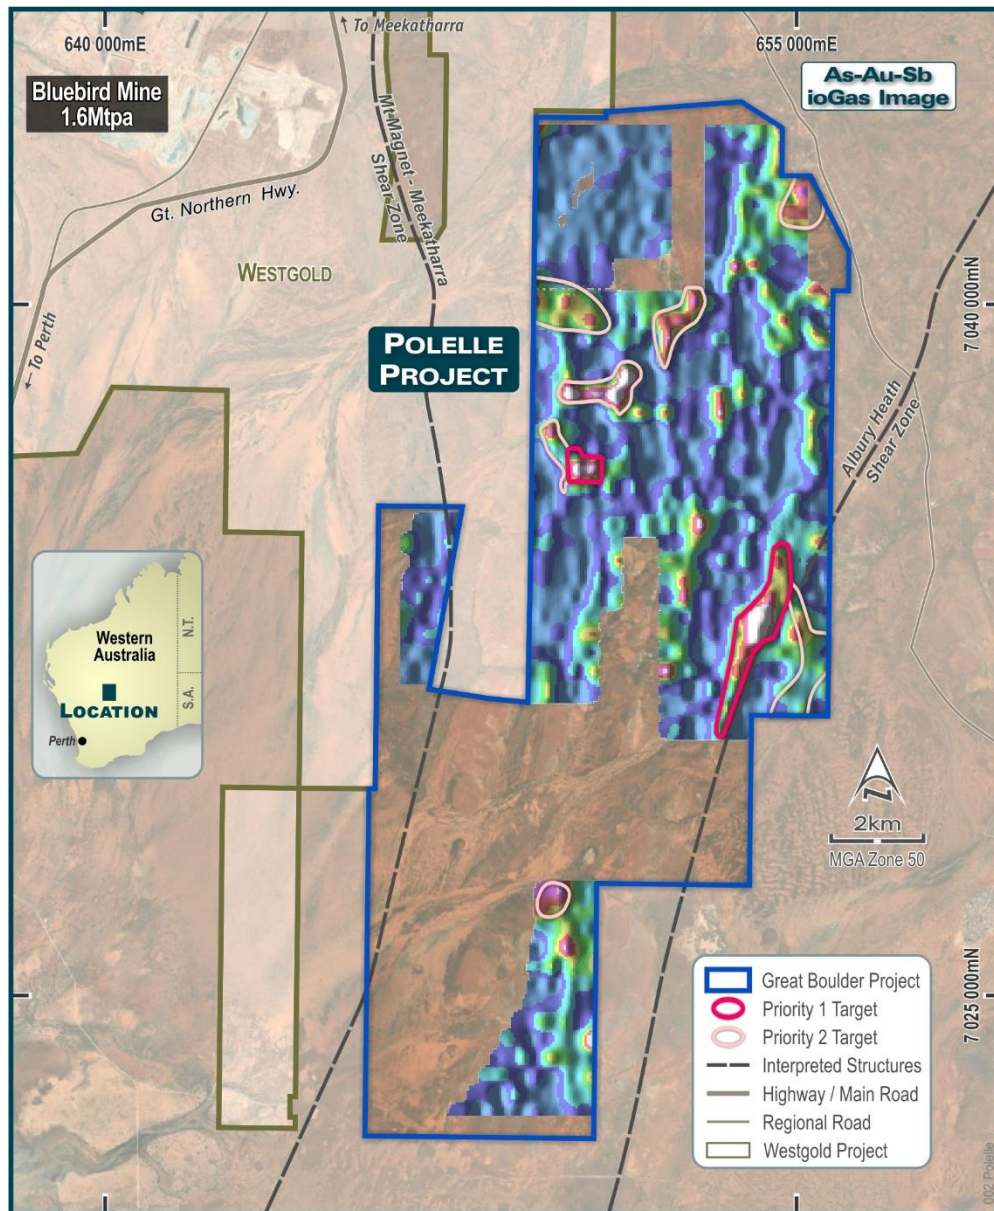 To Meekatharra
640 000mE
655 000mE
Bluebird Mine
1.6Mtpa
As-Au-Sb
ioGas Image
Mt Magnet - Meekatharra
Shear Zone
Gt. Northern Hwy.
WESTGOLD
To Perth
7 040 000mN
POLELLE
PROJECT
Albury Heath
Shear Zone
Western
Australia
N.T.
S.A.
LOCATION
Perth
N
2km
MGA Zone 50
7 025 000mN
Great Boulder Project
Priority 1 Target
Priority 2 Target
Interpreted Structures
Highway / Main Road
Regional Road
Westgold Project
002 Polelle